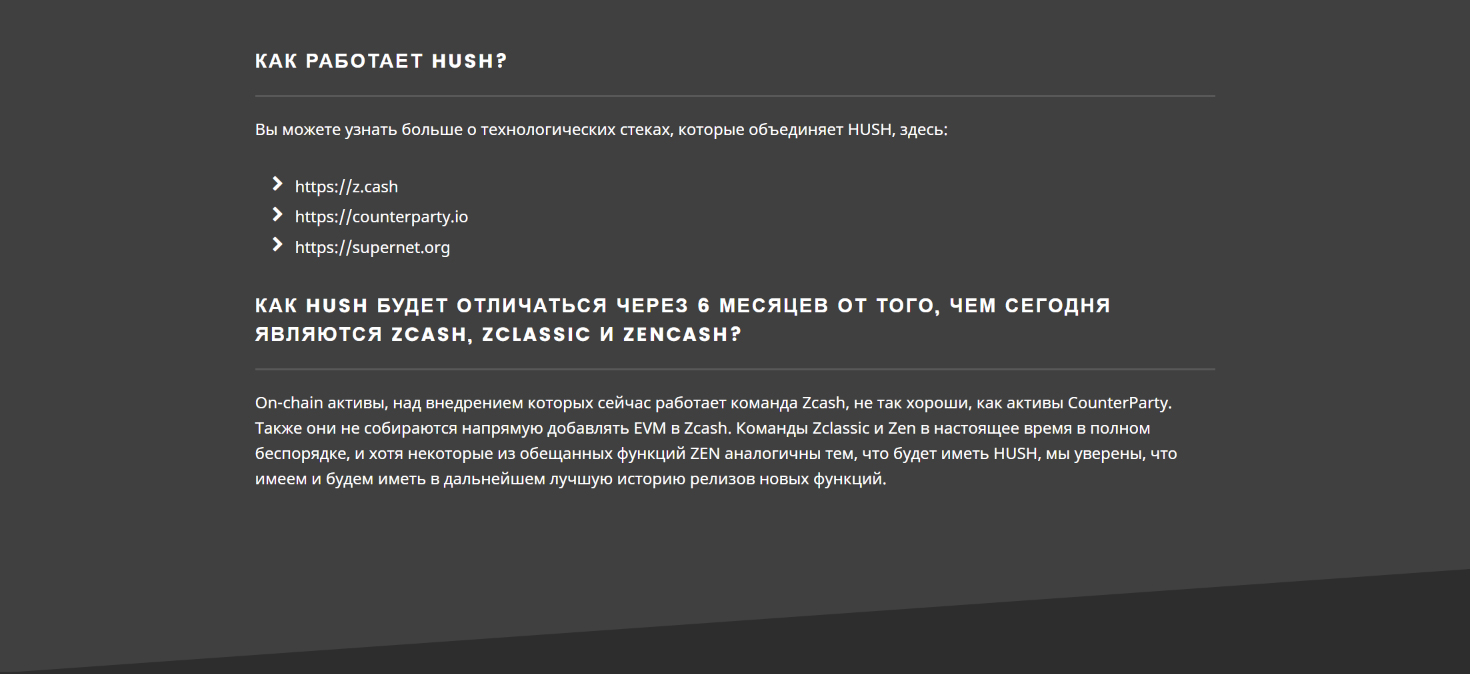 КАК РАБОТАЕТ HUSH?
Вы можете узнать больше о технологических стеках, которые объединяет HUSH, здесь:
https://z.cash
https://counterparty.io
https://supernet.org
КАК HUSH БУДЕТ ОТЛИЧАТЬСЯ ЧЕРЕЗ 6 МЕСЯЦЕВ ОТ ТОГО, ЧЕМ СЕГОДНЯ
ЯВЛЯЮТСЯ ZCASH, ZCLASSIC И ZENCASH?
On-chain активы, над внедрением которых сейчас работает команда Zcash, не так хороши, как активы CounterParty.
Также они не собираются напрямую добавлять EVM в Zcash. Команды Zclassic и Zen в настоящее время в полном
беспорядке, и хотя некоторые из обещанных функций ZEN аналогичны тем, что будет иметь HUSH, мы уверены, что
имеем и будем иметь в дальнейшем лучшую историю релизов новых функций.